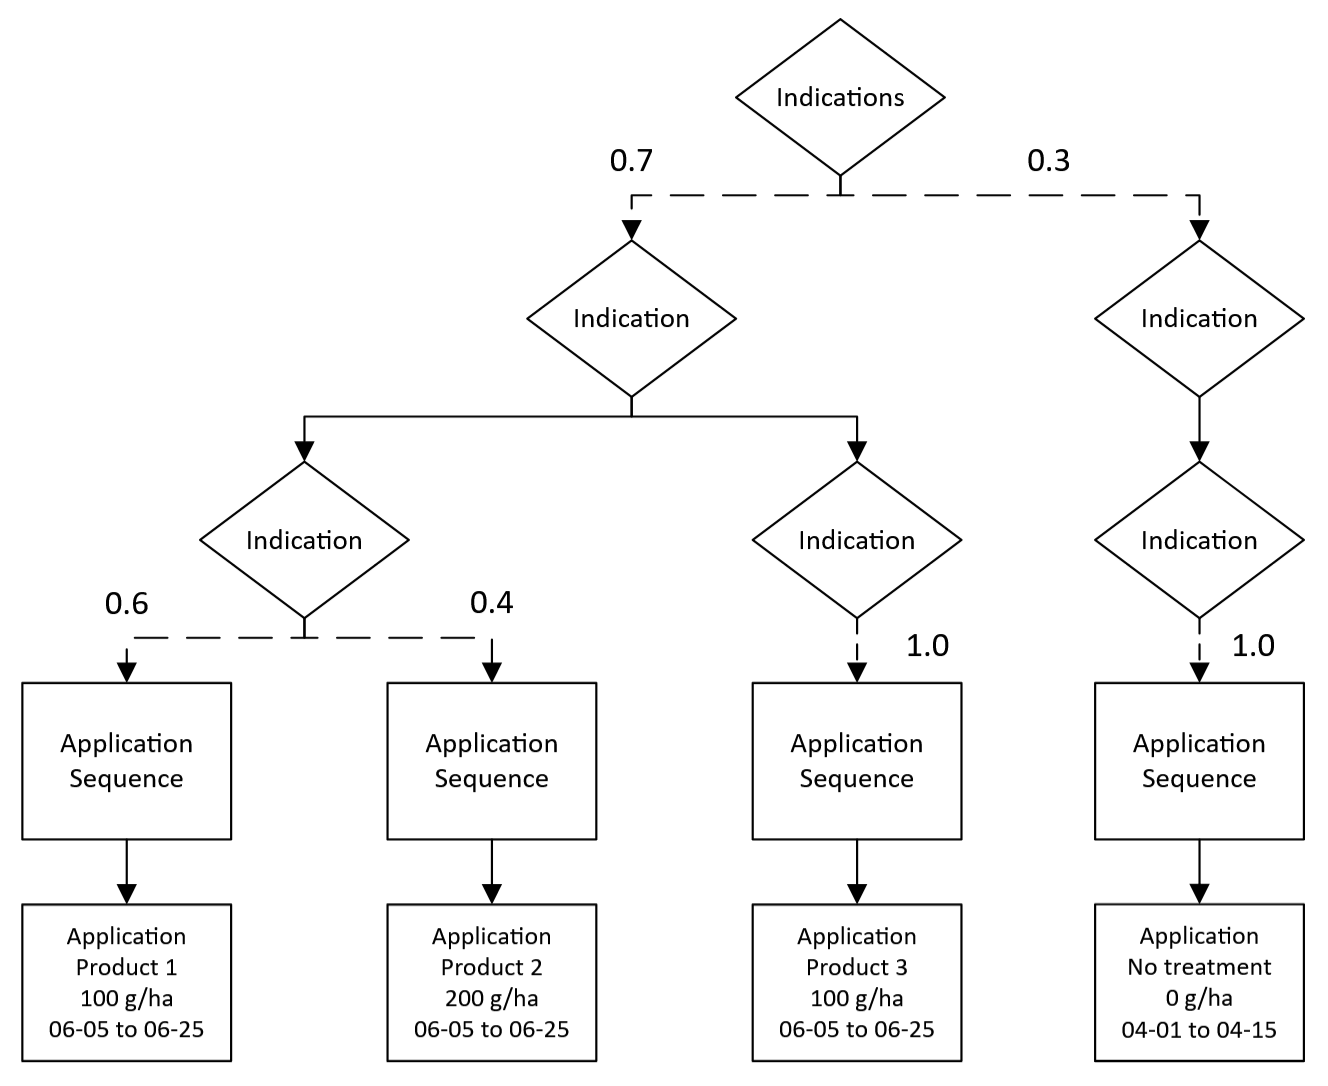 Indications
0.7
0.3
Indication
Indication
Indication
Indication
Indication
0.6
0.4
1.0
1.0
Application
Sequence
Application
Sequence
Application
Sequence
Application
Sequence
Application
Product 1
100 g/ha
06-05 to 06-25
Application
Product 2
200 g/ha
06-05 to 06-25
Application
Product 3
100 g/ha
06-05 to 06-25
Application
No treatment
0 g/ha
04-01 to 04-15